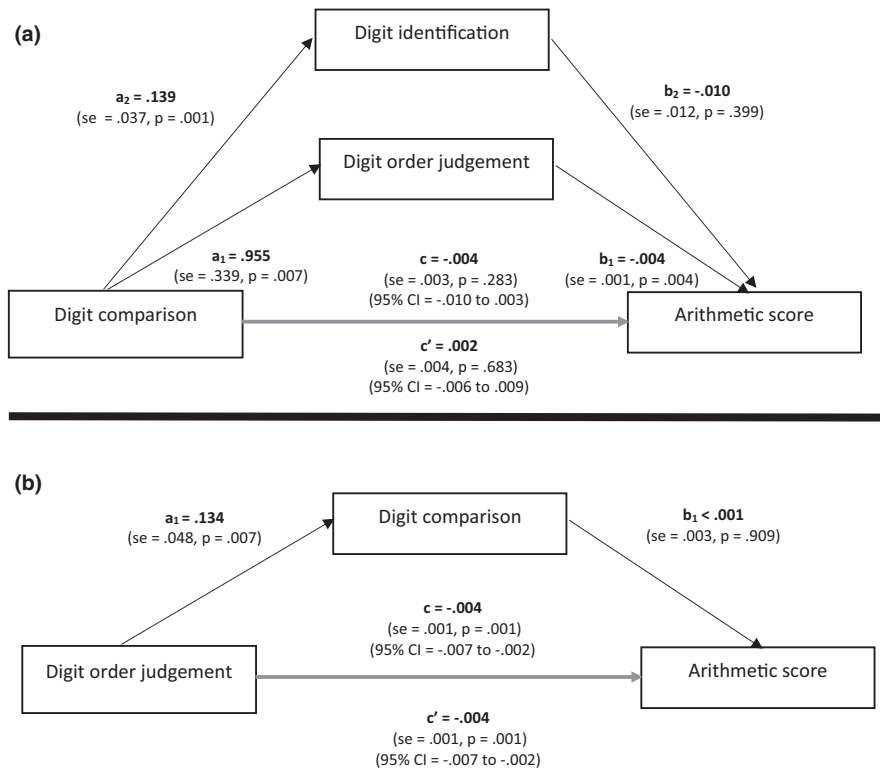 (a)
Digit identification
a₂ = .139
(se = .037, p = .001)
b₂ = -.010
(se = .012, p = .399)
Digit order judgement
a₁ = .955
(se = .339, p = .007)
c = -.004
(se = .003, p = .283)
(95% CI = -.010 to .003)
b₁ = -.004
(se = .001, p = .004)
Digit comparison
Arithmetic score
c’ = .002
(se = .004, p = .683)
(95% CI = -.006 to .009)
(b)
a₁ = .134
(se = .048, p = .007)
Digit comparison
b₁ < .001
(se = .003, p = .909)
c = -.004
(se = .001, p = .001)
(95% CI = -.007 to -.002)
Digit order judgement
Arithmetic score
c’ = -.004
(se = .001, p = .001)
(95% CI = -.007 to -.002)